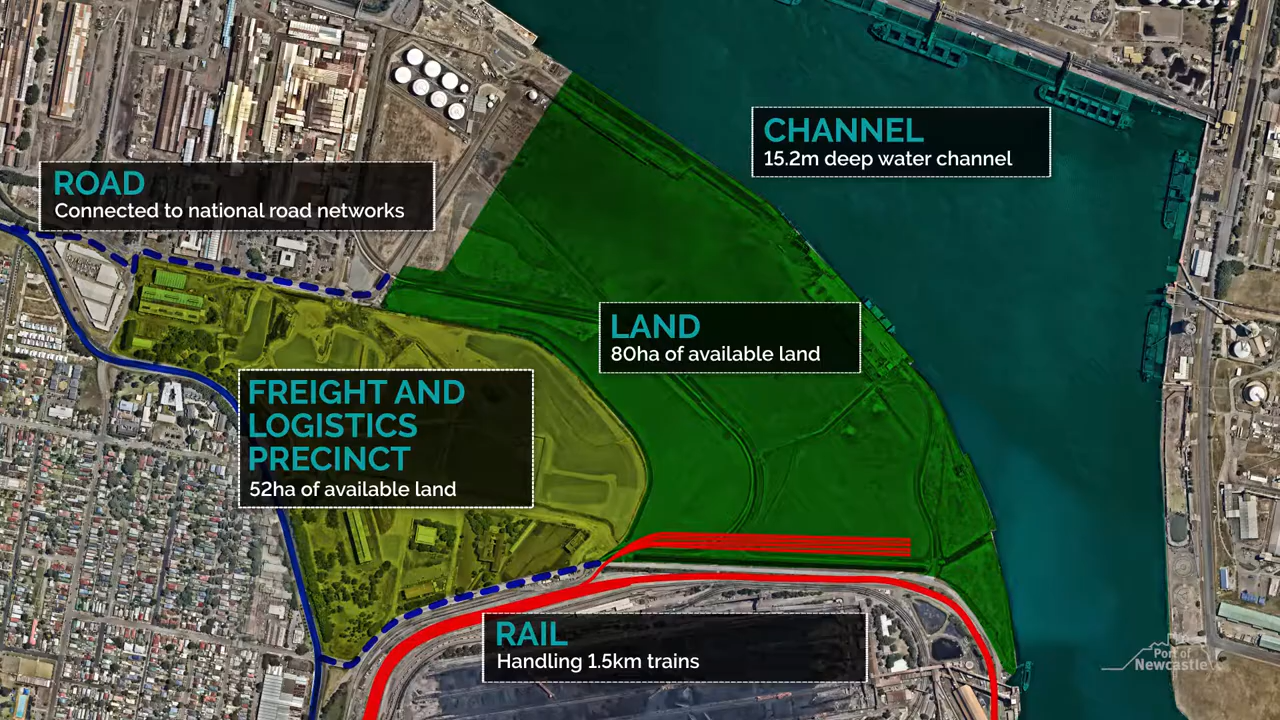 CHANNEL
15.2m deep water channel
ROAD
Connected to national road networks
LAND
80ha of available land
FREIGHT AND
LOGISTICS
PRECINCT
52ha of available land
RAIL
Handling 1.5km trains
Port of
Newcastle